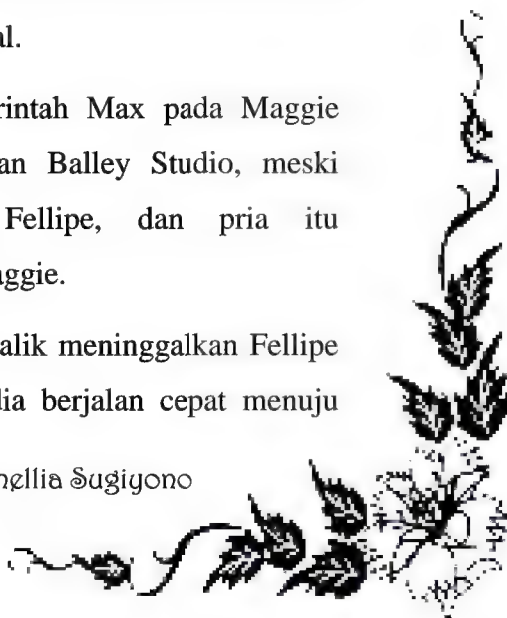 al.
rintah Max pada Maggie
an Balley Studio, meski
Fellipe, dan pria itu
aggie.
alik meninggalkan Fellipe
dia berjalan cepat menuju
nellia Sugiyono